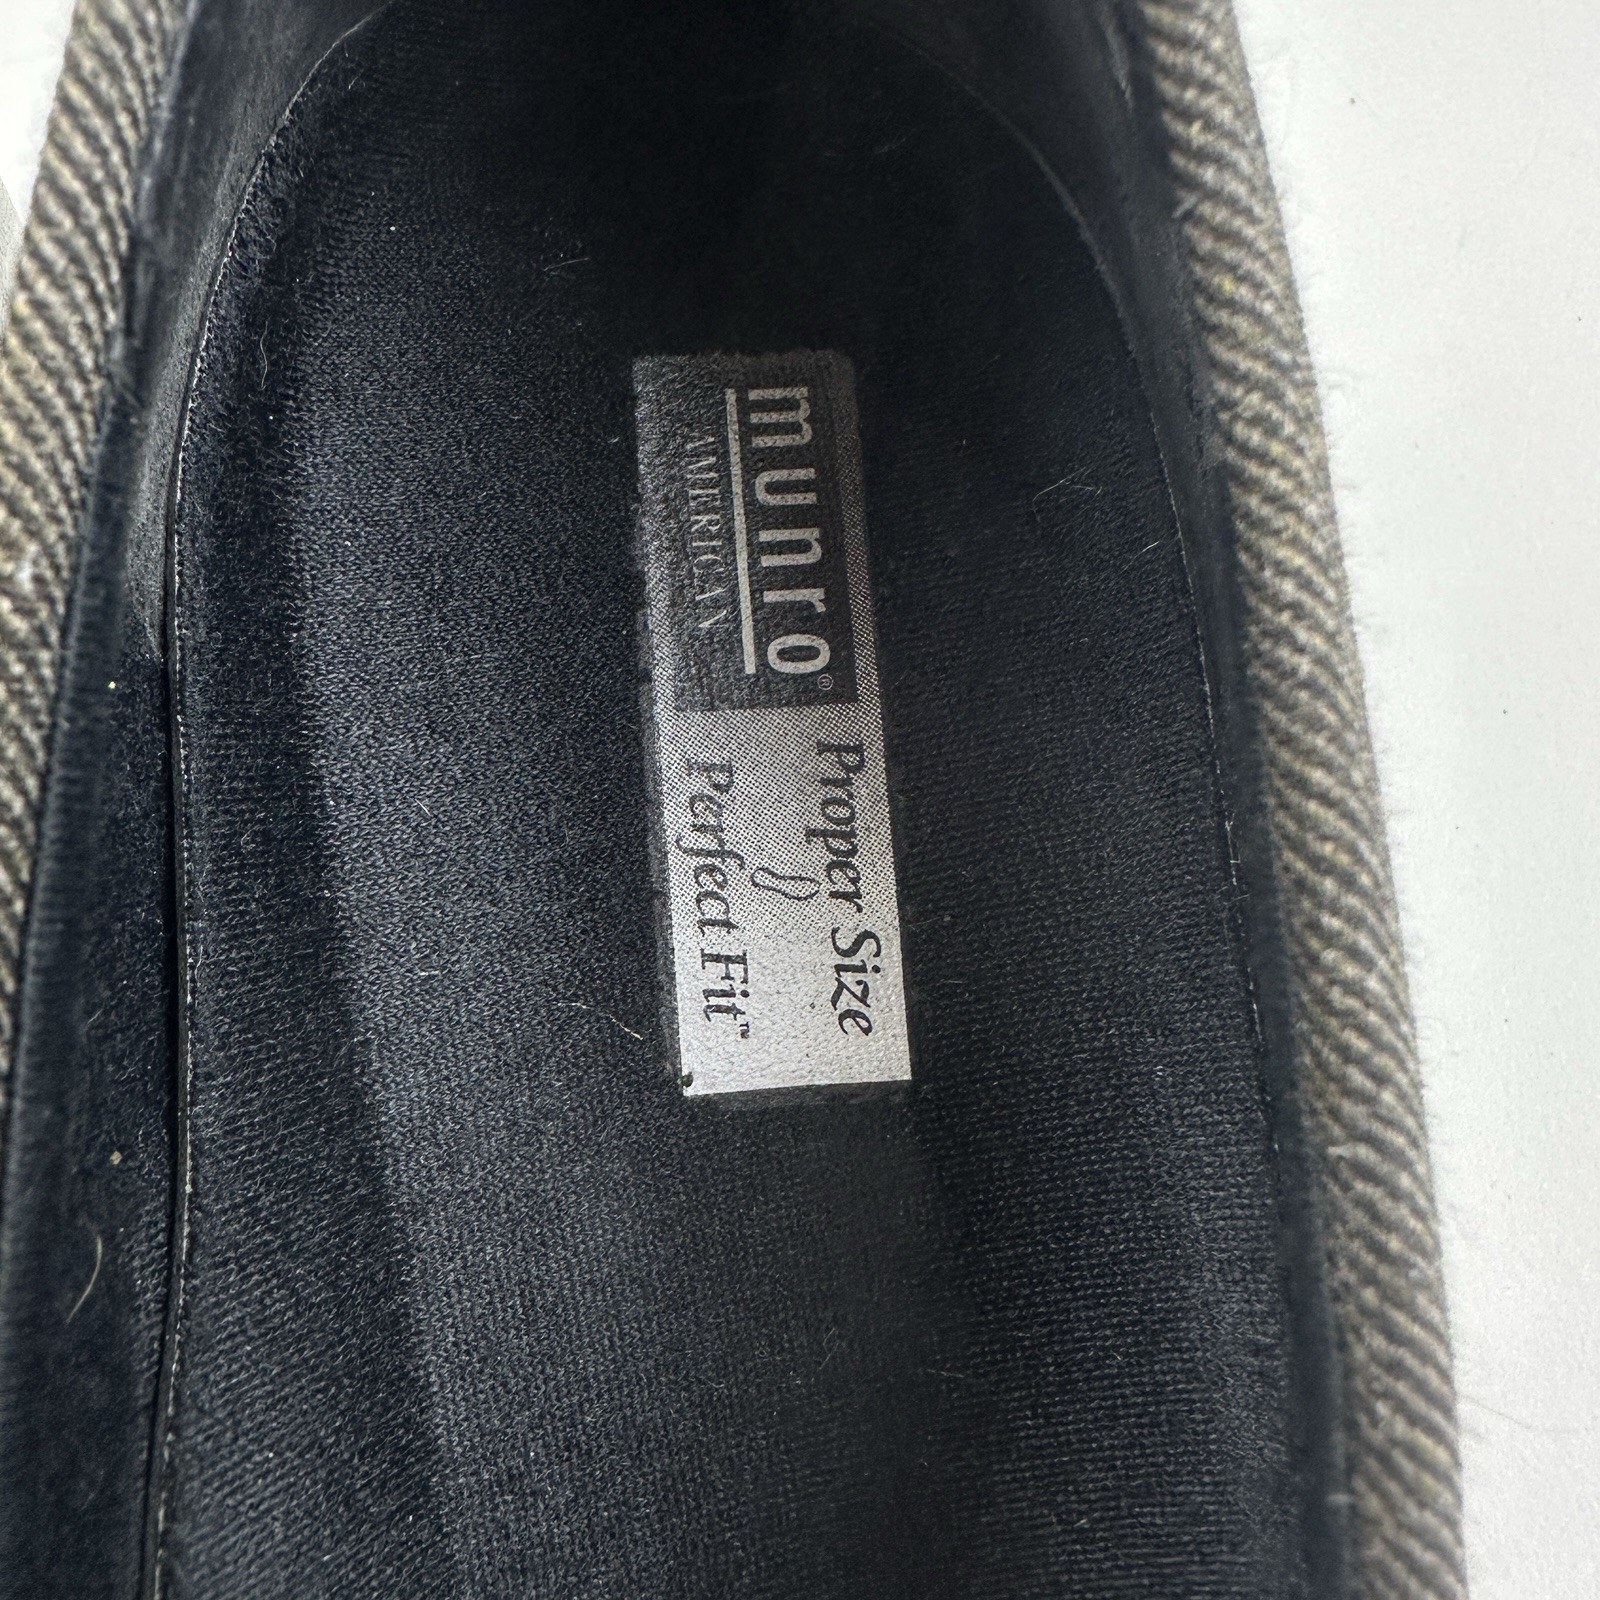 munro®
AMERICAN
Proper Size
Perfect Fit™